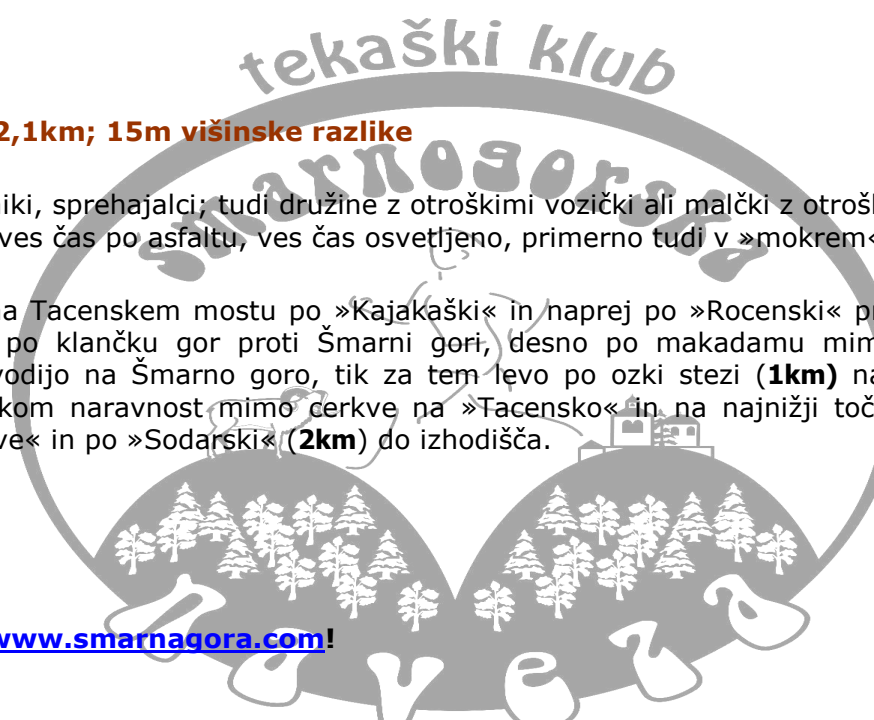 tekaški klub
2,1km; 15m višinske razlike
šmarnogorska
iki, sprehajalci; tudi družine z otroškimi vozički ali malčki z otrošk
ves čas po asfaltu, ves čas osvetljeno, primerno tudi v »mokrem«
a Tacenskem mostu po »Kajakaški« in naprej po »Rocenski« pr
po klančku gor proti Šmarni gori, desno po makadamu mim
vodijo na Šmarno goro, tik za tem levo po ozki stezi (1km) na
kom naravnost mimo cerkve na »Tacensko« in na najnižji toč
ve« in po »Sodarski« (2km) do izhodišča.
www.smarnagora.com!
naveza